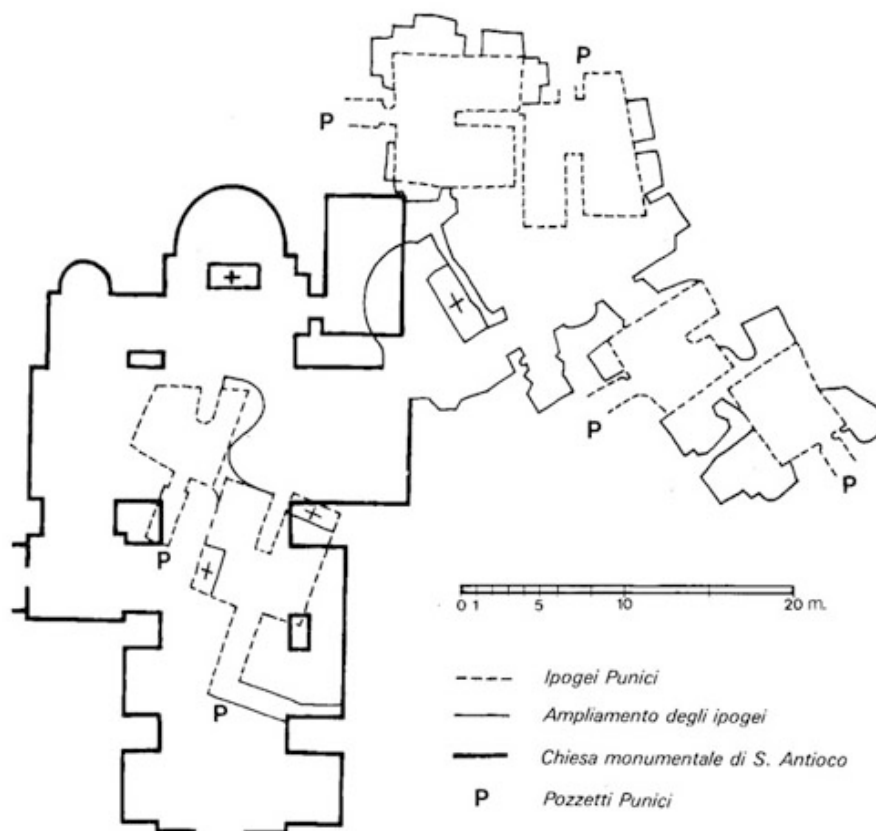 P
P
P
P
P
P
0 1 5 10 20 m.
Ipogei Punici
Ampliamento degli ipogei
Chiesa monumentale di S. Antioco
P Pozzetti Punici